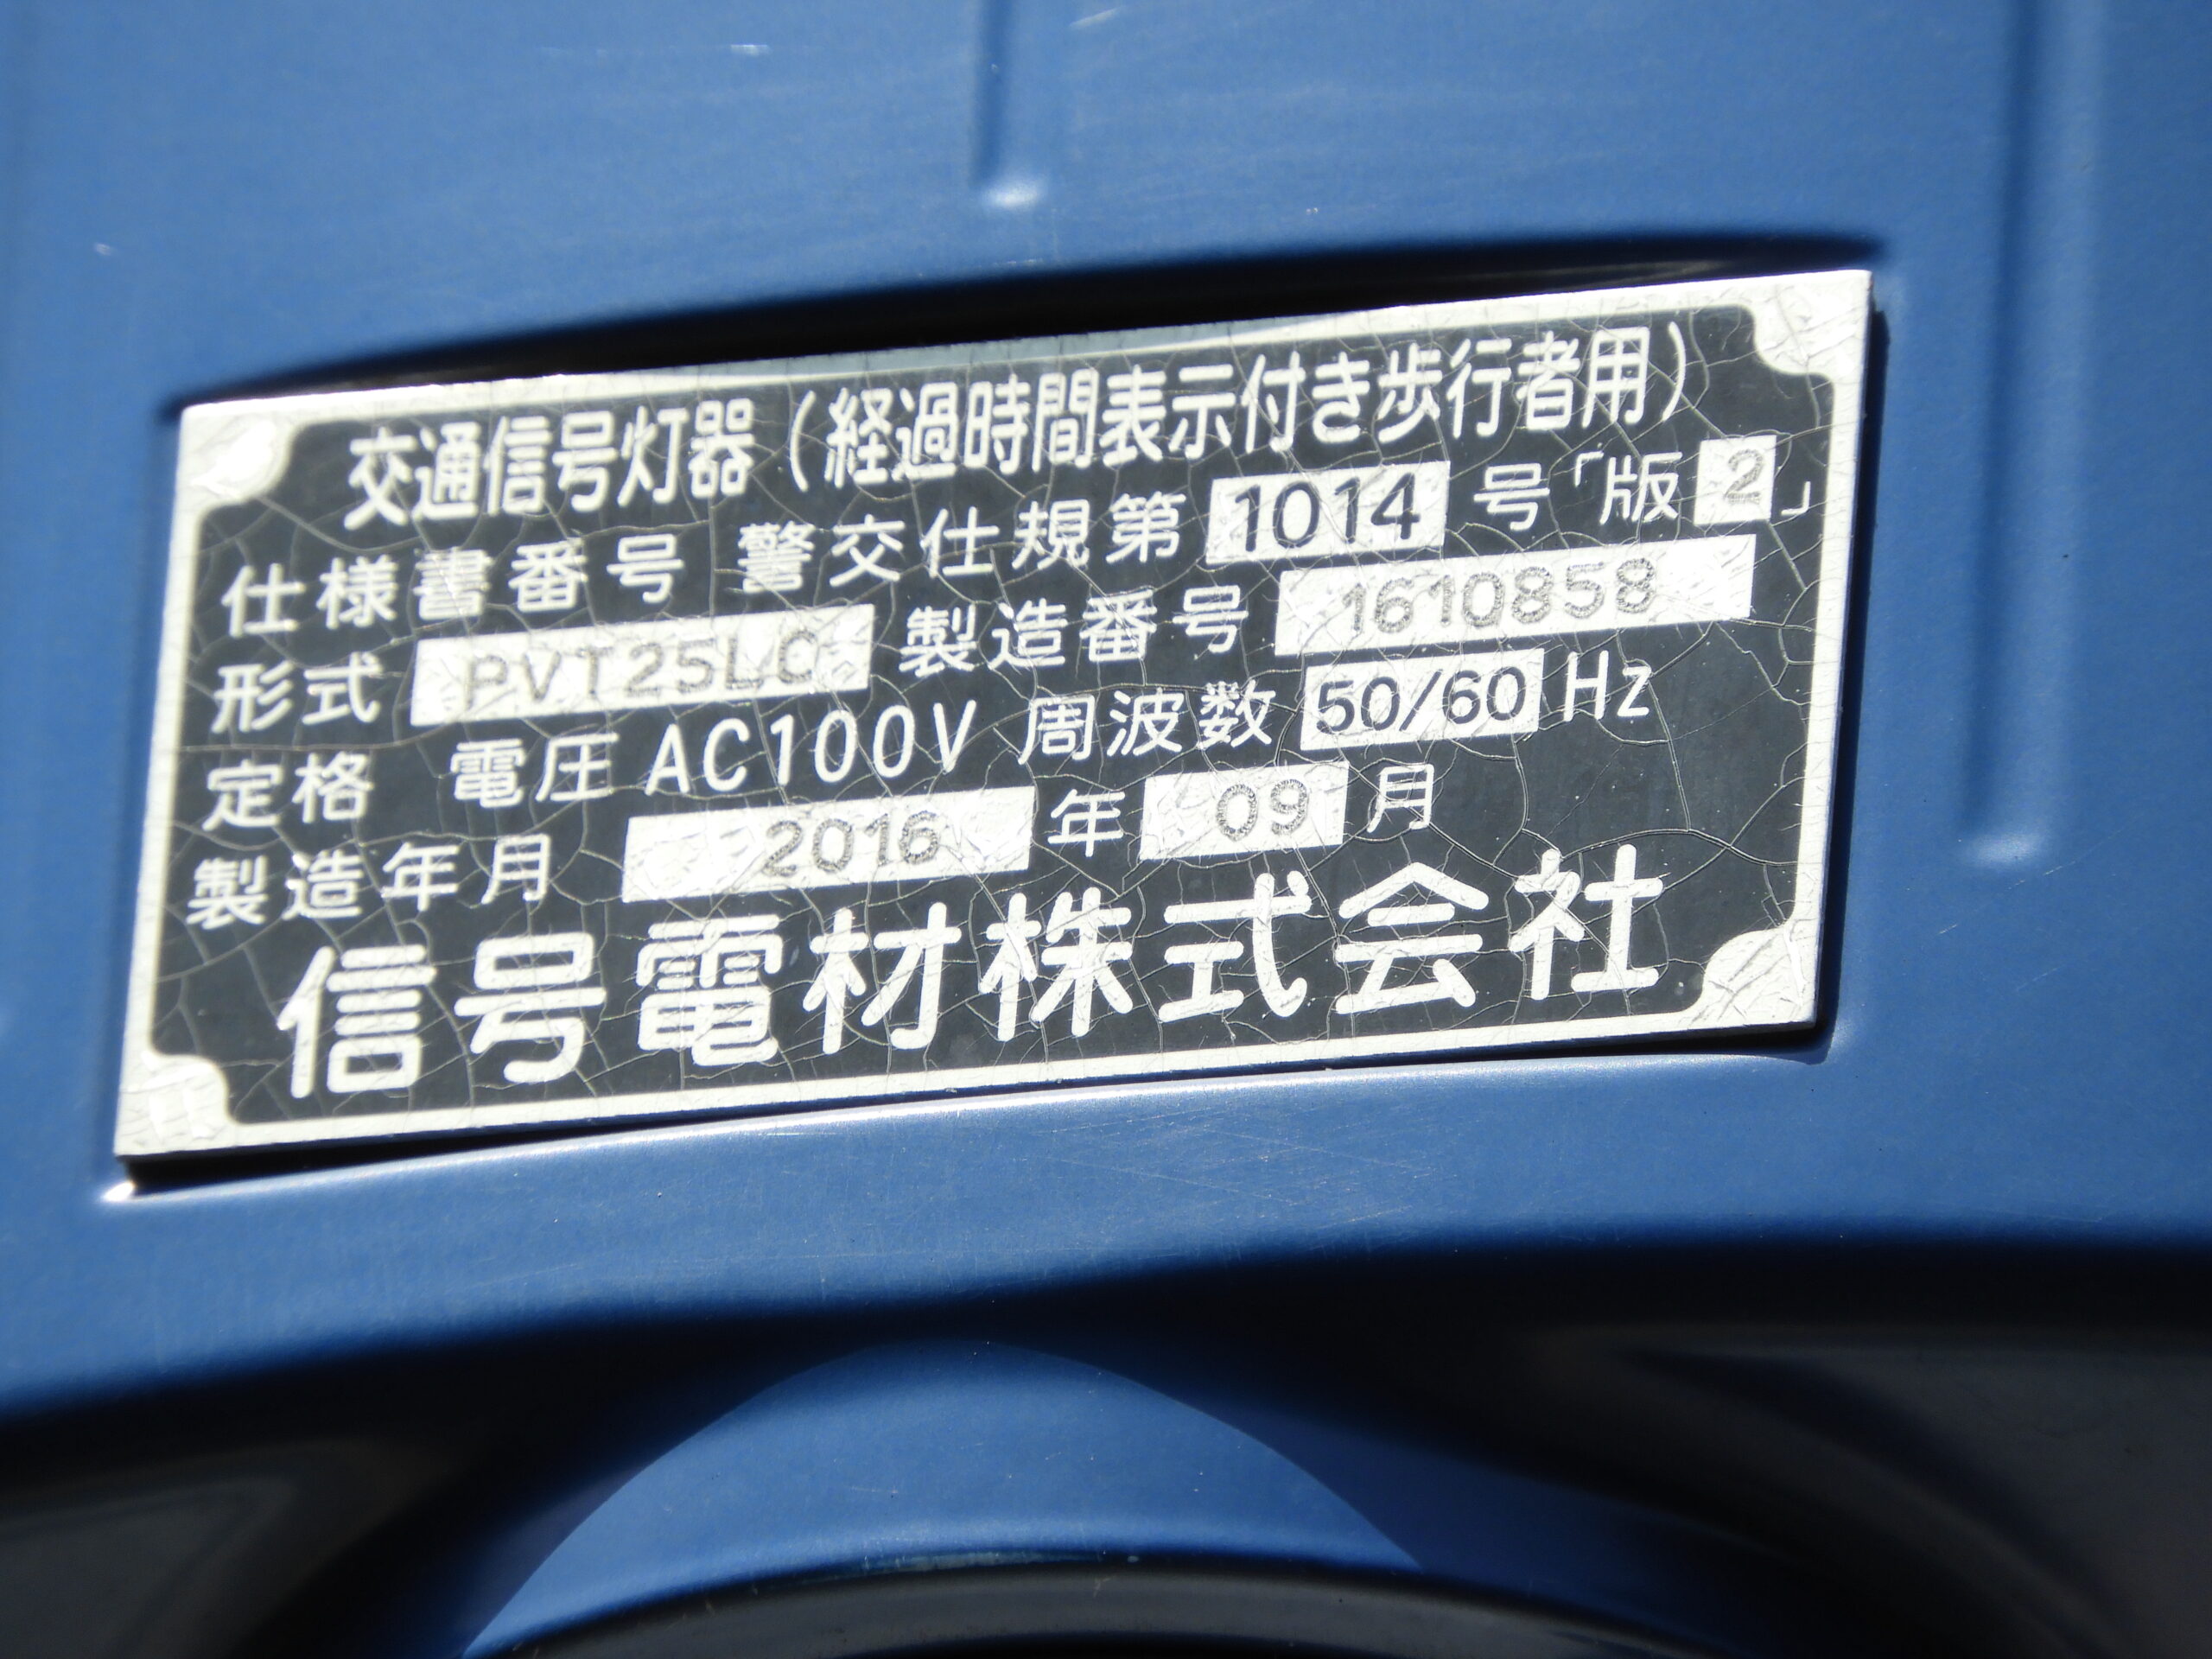 交通信号灯器(経過時間表示付き歩行者用)
仕様書番号 警交仕規第 1014 号「版 2」
形式 PVT25LC 製造番号 1610858
定格 電圧 AC100V 周波数 50/60 Hz
製造年月 2016 年 09 月
信号電材株式会社